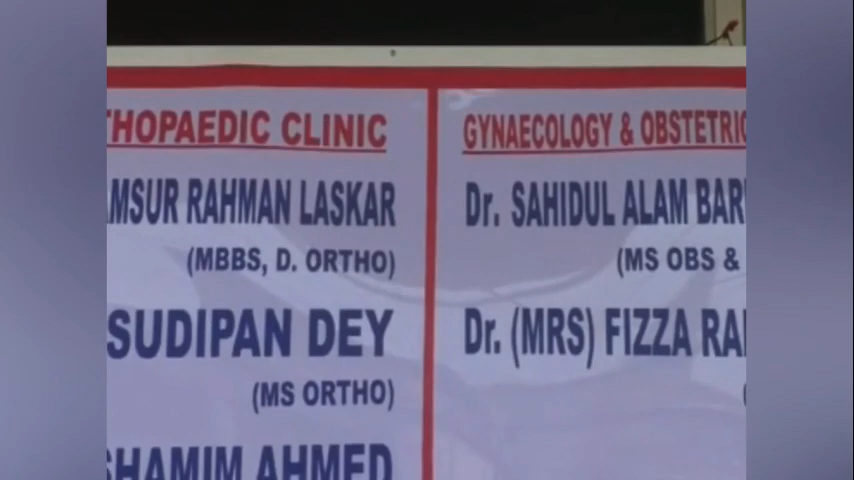 THOPAEDIC CLINIC
AMSUR RAHMAN LASKAR
(MBBS, D. ORTHO)
SUDIPAN DEY
(MS ORTHO)
SHAMIM AHMED
GYNAECOLOGY & OBSTETRIC
Dr. SAHIDUL ALAM BAR
(MS OBS &
Dr. (MRS) FIZZA RA